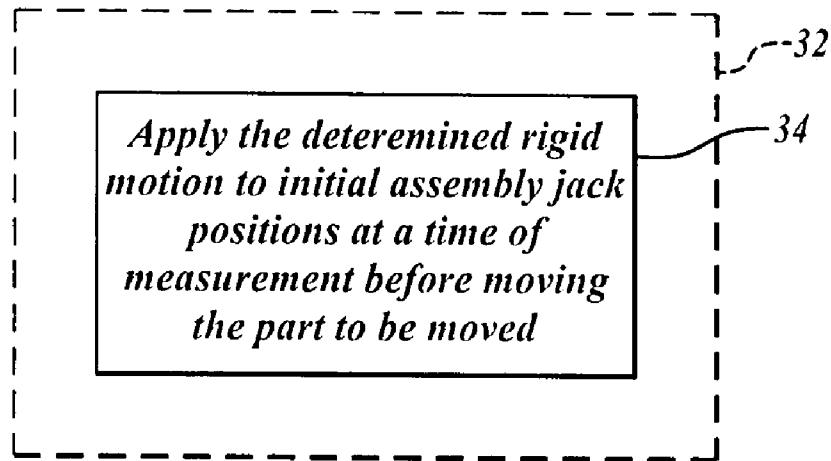 32
34
Apply the deteremined rigid
motion to initial assembly jack
positions at a time of
measurement before moving
the part to be moved